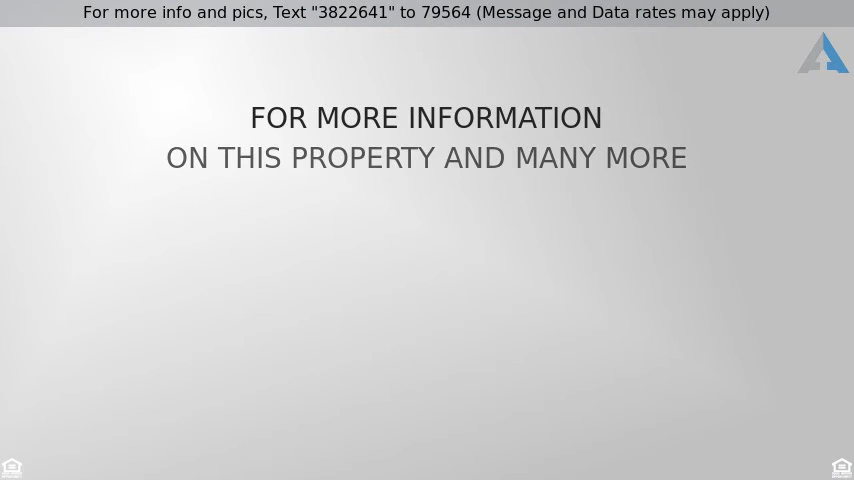 For more info and pics, Text "3822641" to 79564 (Message and Data rates may apply)
FOR MORE INFORMATION
ON THIS PROPERTY AND MANY MORE